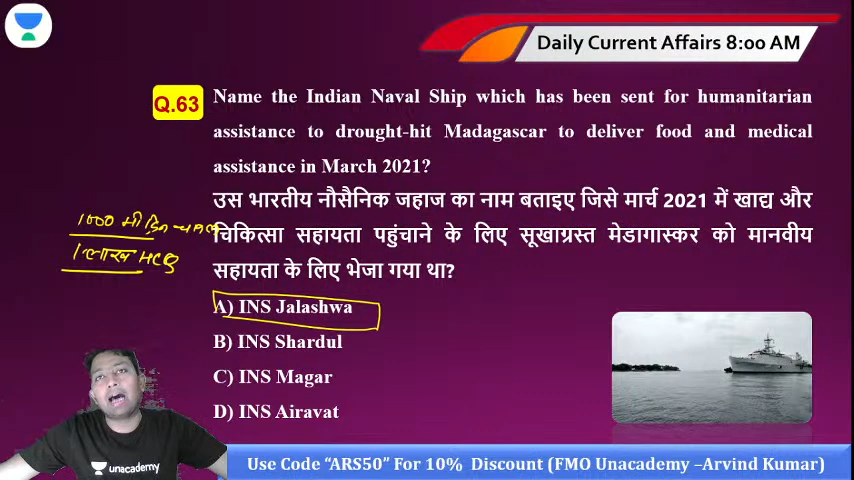 Daily Current Affairs 8:00 AM
Q.63
Name the Indian Naval Ship which has been sent for humanitarian
assistance to drought-hit Madagascar to deliver food and medical
assistance in March 2021?
उस भारतीय नौसैनिक जहाज का नाम बताइए जिसे मार्च 2021 में खाद्य और
चिकित्सा सहायता पहुंचाने के लिए सूखाग्रस्त मेडागास्कर को मानवीय
सहायता के लिए भेजा गया था?
1000 मी
1 लाख HCQ
A) INS Jalashwa
B) INS Shardul
C) INS Magar
D) INS Airavat
unacademy
Use Code “ARS50” For 10% Discount (FMO Unacademy –Arvind Kumar)